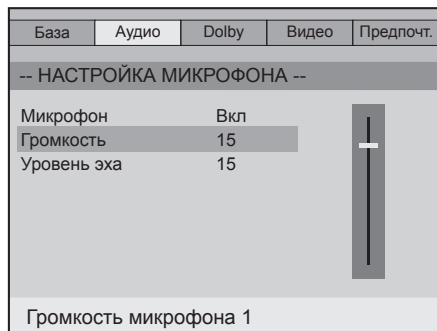 База Аудио Dolby Видео Предпочт.
-- НАСТРОЙКА МИКРОФОНА --
Микрофон Вкл
Громкость 15
Уровень эха 15
Громкость микрофона 1